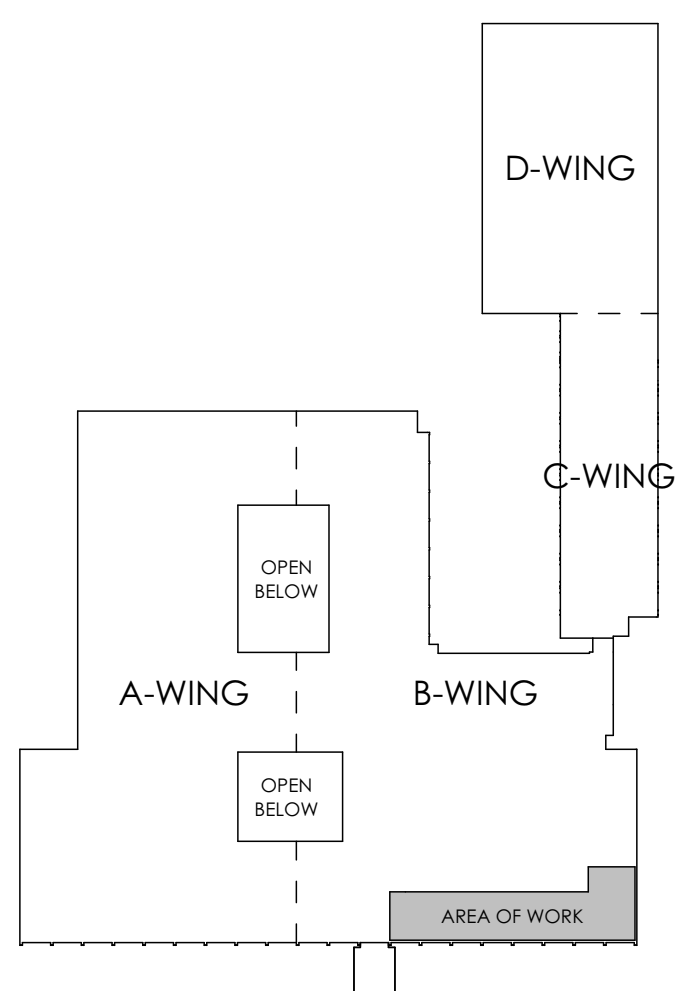 D-WING
C-WING
OPEN
BELOW
A-WING
B-WING
OPEN
BELOW
AREA OF WORK